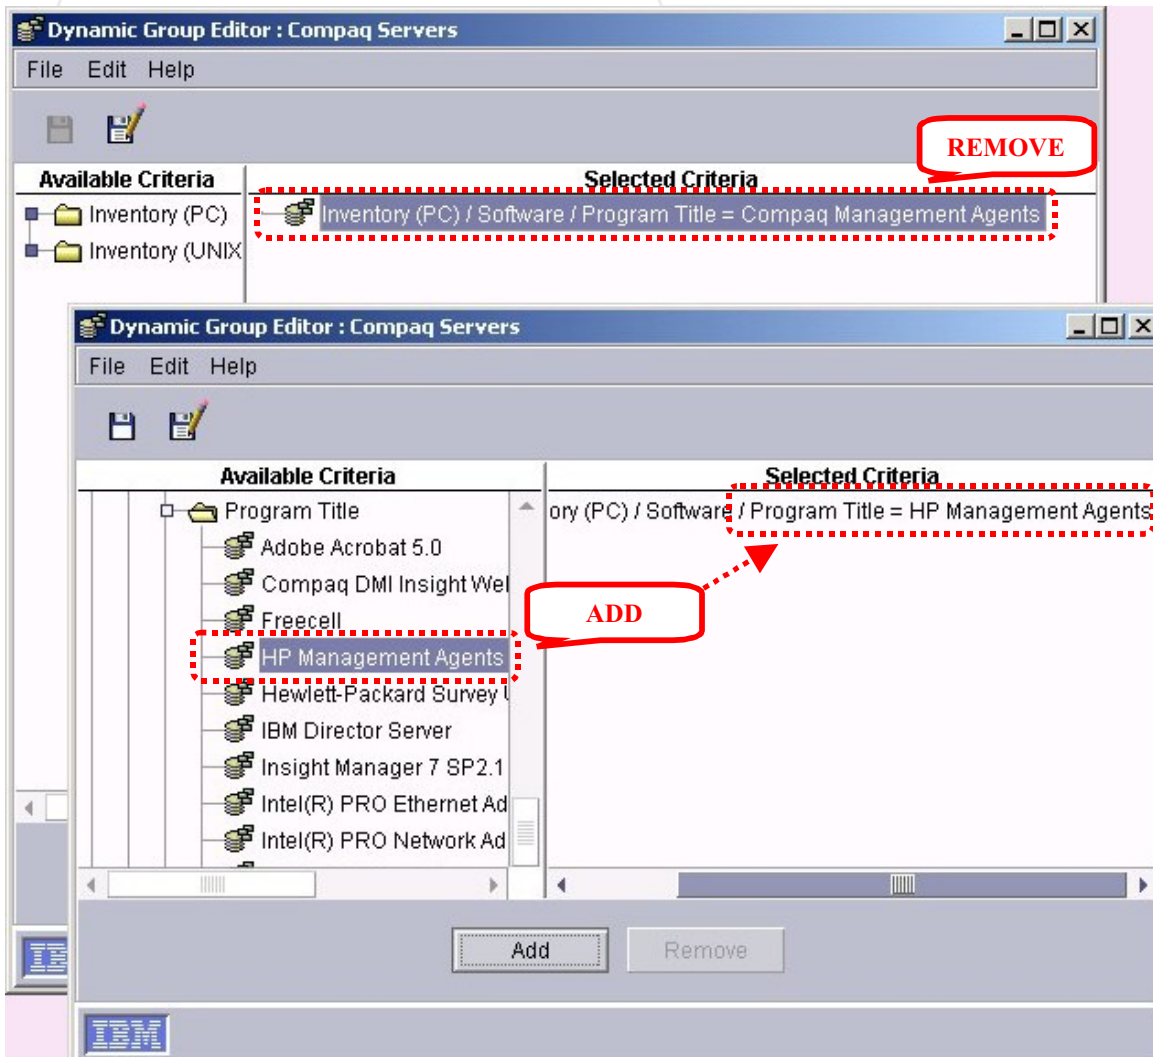 Dynamic Group Editor : Compaq Servers
File Edit Help
REMOVE
Available Criteria Selected Criteria
Inventory (PC) Inventory (PC) / Software / Program Title = Compaq Management Agents
Inventory (UNIX
Dynamic Group Editor : Compaq Servers
File Edit Help
Available Criteria Selected Criteria
Program Title ory (PC) / Software / Program Title = HP Management Agents
Adobe Acrobat 5.0
Compaq DMI Insight Wel
Freecell
ADD
HP Management Agents
Hewlett-Packard Survey
IBM Director Server
Insight Manager 7 SP2.1
Intel(R) PRO Ethernet Ad
Intel(R) PRO Network Ad
Add Remove
IBM